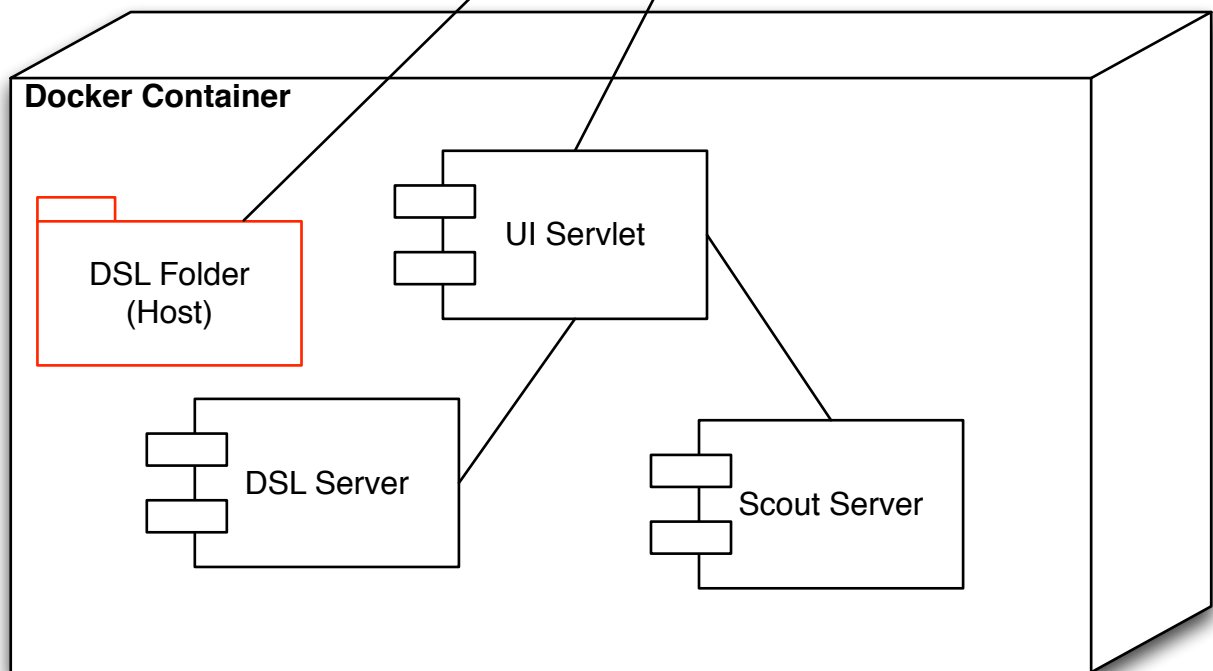 Docker Container
UI Servlet
DSL Folder
(Host)
DSL Server
Scout Server